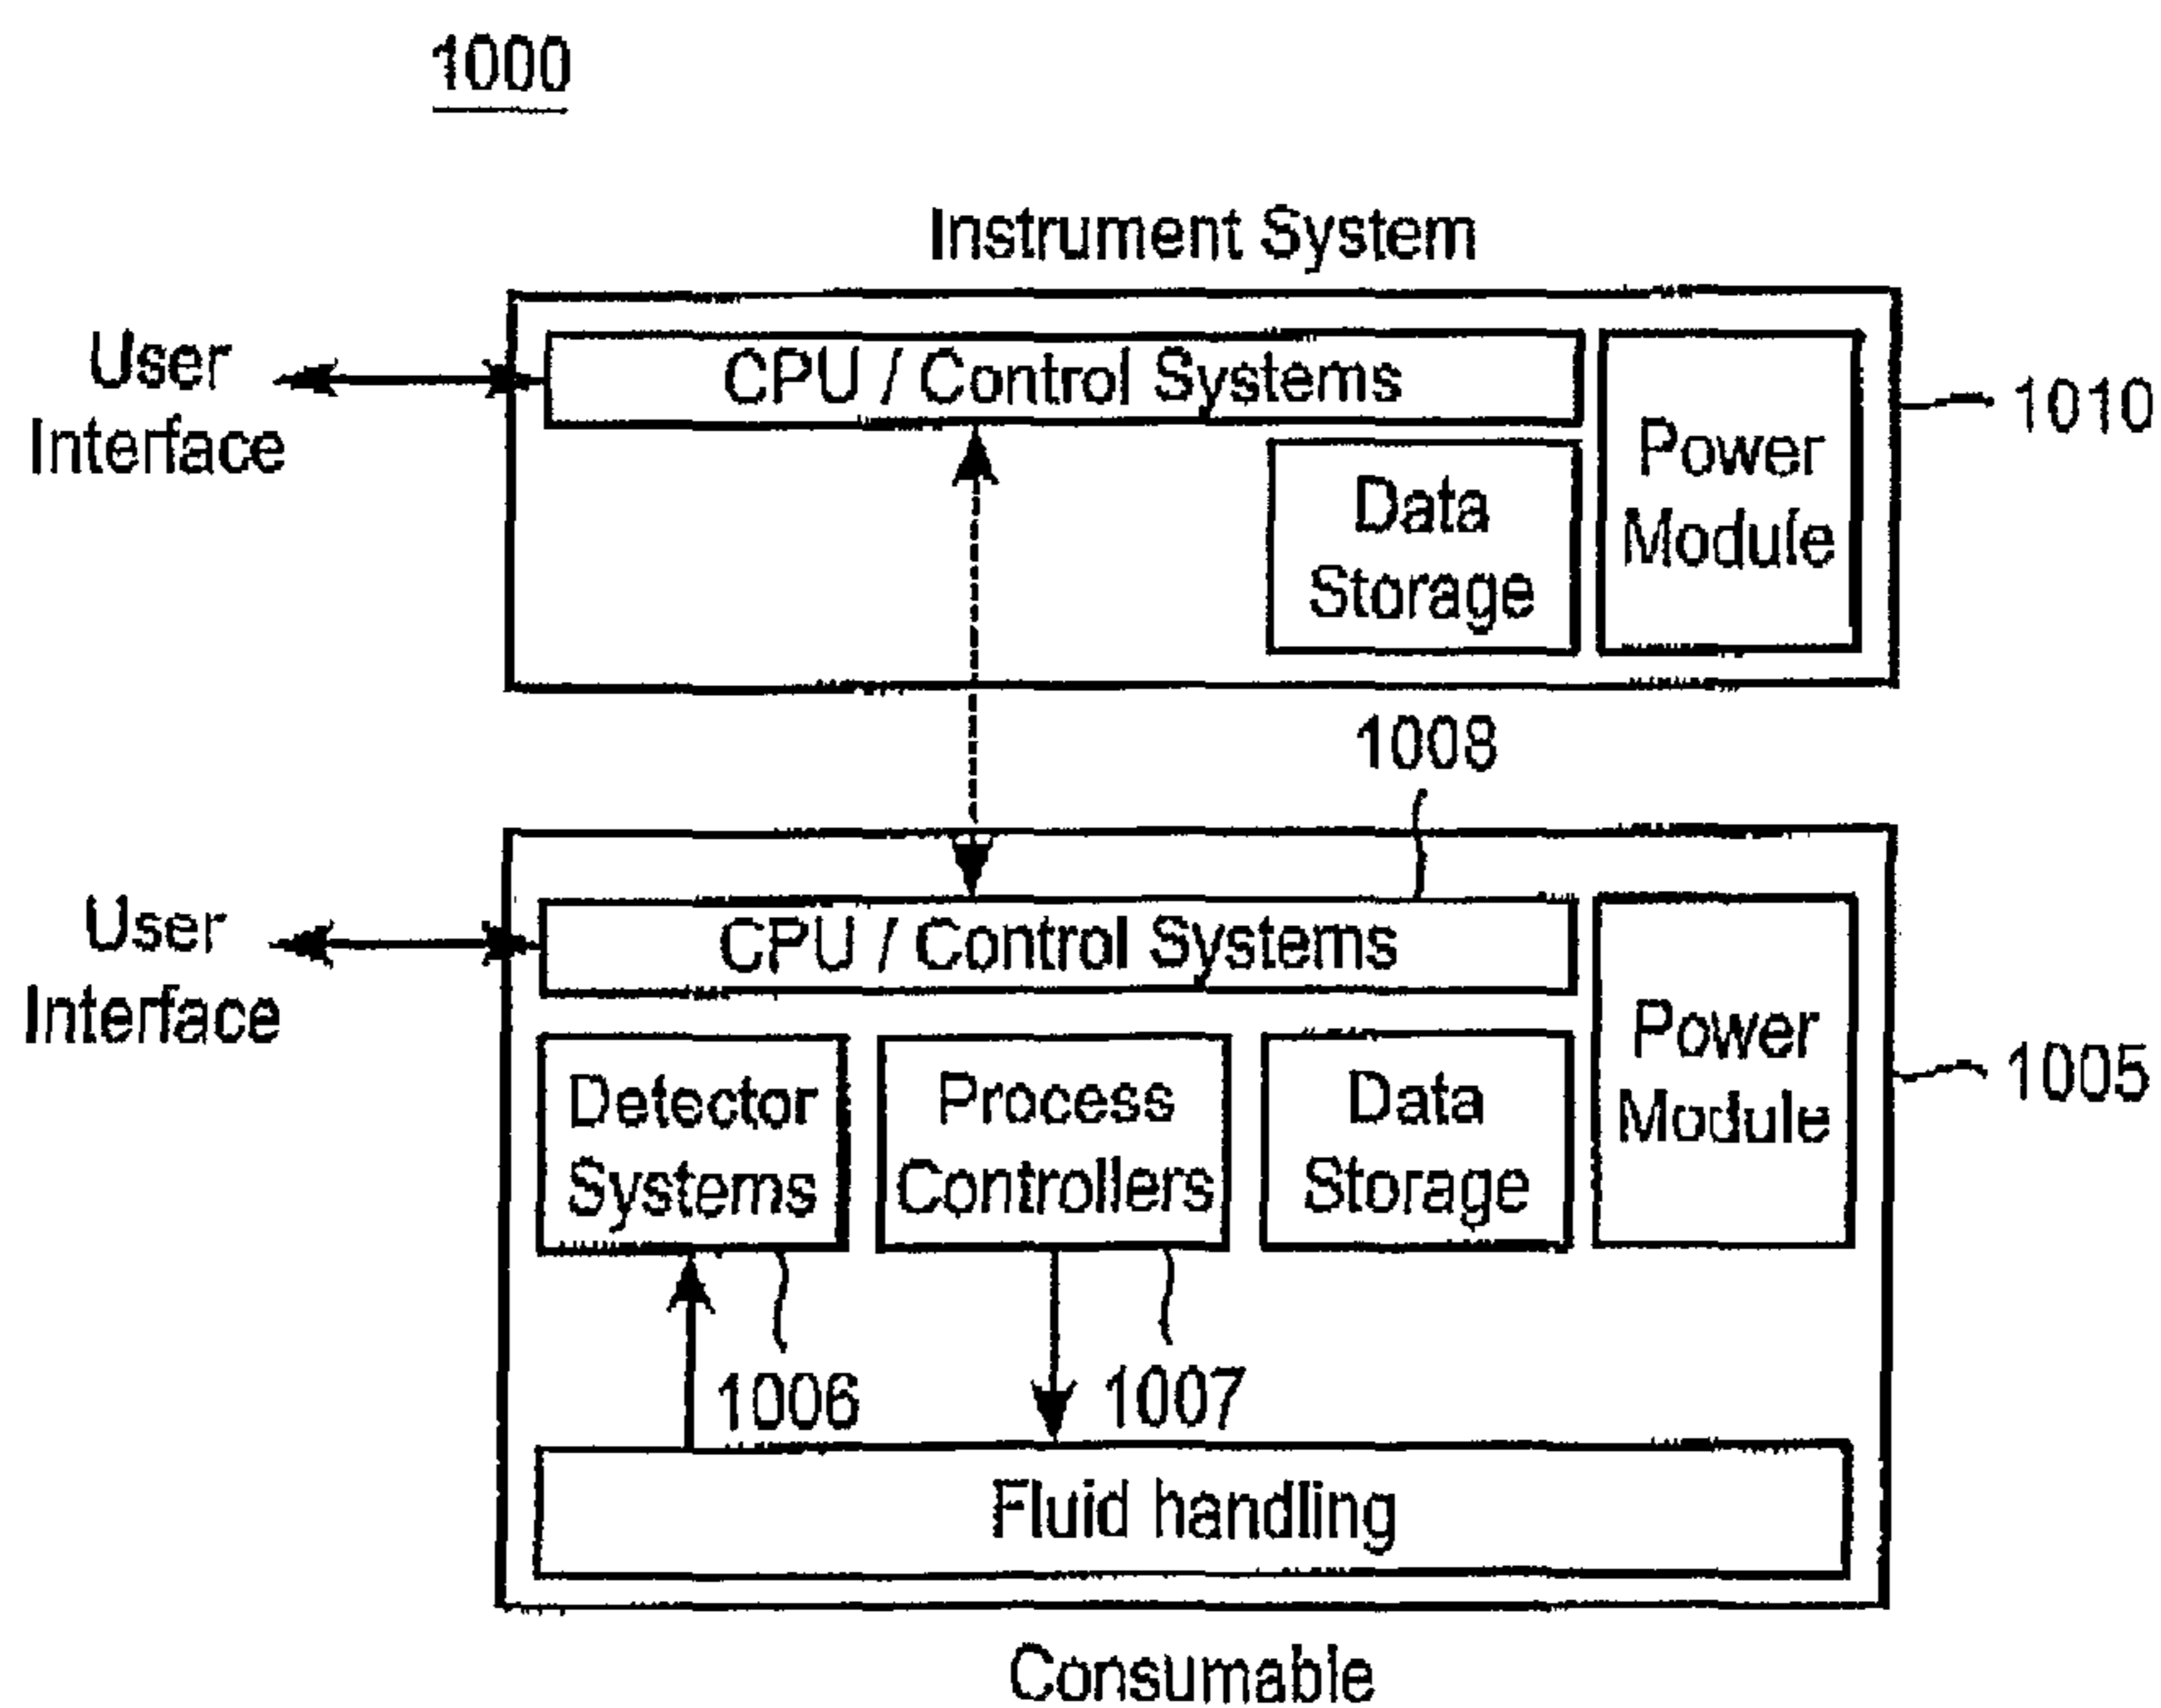 1000
Instrument System
User
Interface
CPU / Control Systems
Data
Storage
Power
Module
1010
1008
User
Interface
CPU / Control Systems
Detector
Systems
Process
Controllers
Data
Storage
Power
Module
1005
1006
1007
Fluid handling
Consumable